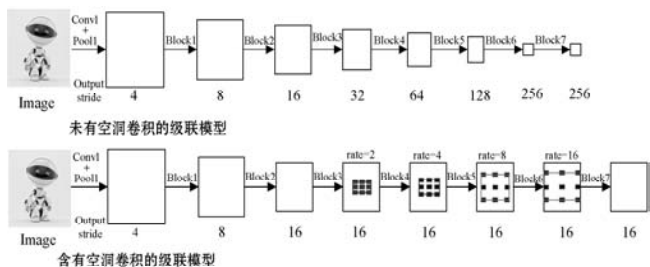 Conv1
+
Pool1
Block1
Block2
Block3
Block4
Block5
Block6
Block7
Output
stride
4
8
16
32
64
128
256
256
Image
未有空洞卷积的级联模型
rate=2
rate=4
rate=8
rate=16
Conv1
+
Pool1
Block1
Block2
Block3
Block4
Block5
Block6
Block7
Output
stride
4
8
16
16
16
16
16
16
Image
含有空洞卷积的级联模型